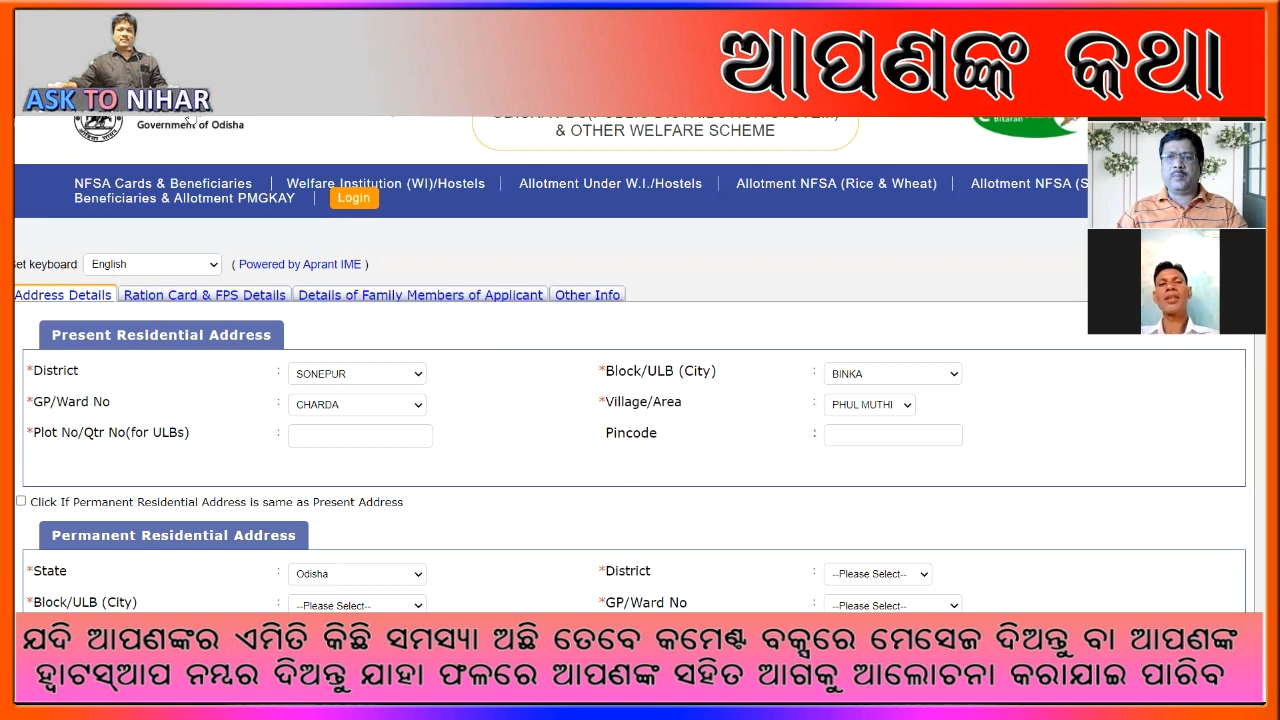 ଆପଣଙ୍କ କଥା
ASK TO NIHAR
Government of Odisha
& OTHER WELFARE SCHEME
Bitaran
NFSA Cards & Beneficiaries
Welfare Institution (WI)/Hostels
Allotment Under W.I./Hostels
Allotment NFSA (Rice & Wheat)
Allotment NFSA (S
Beneficiaries & Allotment PMGKAY
Login
et keyboard
English
( Powered by Aprant IME )
Address Details
Ration Card & FPS Details
Details of Family Members of Applicant
Other Info
Present Residential Address
*District : SONEPUR
*Block/ULB (City) : BINKA
*GP/Ward No : CHARDA
*Village/Area : PHUL MUTHI
*Plot No/Qtr No(for ULBs) :
Pincode :
Click If Permanent Residential Address is same as Present Address
Permanent Residential Address
*State : Odisha
*District : --Please Select--
*Block/ULB (City) : --Please Select--
*GP/Ward No : --Please Select--
ଯଦି ଆପଣଙ୍କର ଏମିତି କିଛି ସମସ୍ୟା ଅଛି ତେବେ କମେଣ୍ଟ ବକ୍ସରେ ମେସେଜ ଦିଅନ୍ତୁ ବା ଆପଣଙ୍କ
ହ୍ଵାଟସ୍ଆପ ନମ୍ବର ଦିଅନ୍ତୁ ଯାହା ଫଳରେ ଆପଣଙ୍କ ସହିତ ଆଗକୁ ଆଲୋଚନା କରାଯାଇ ପାରିବ